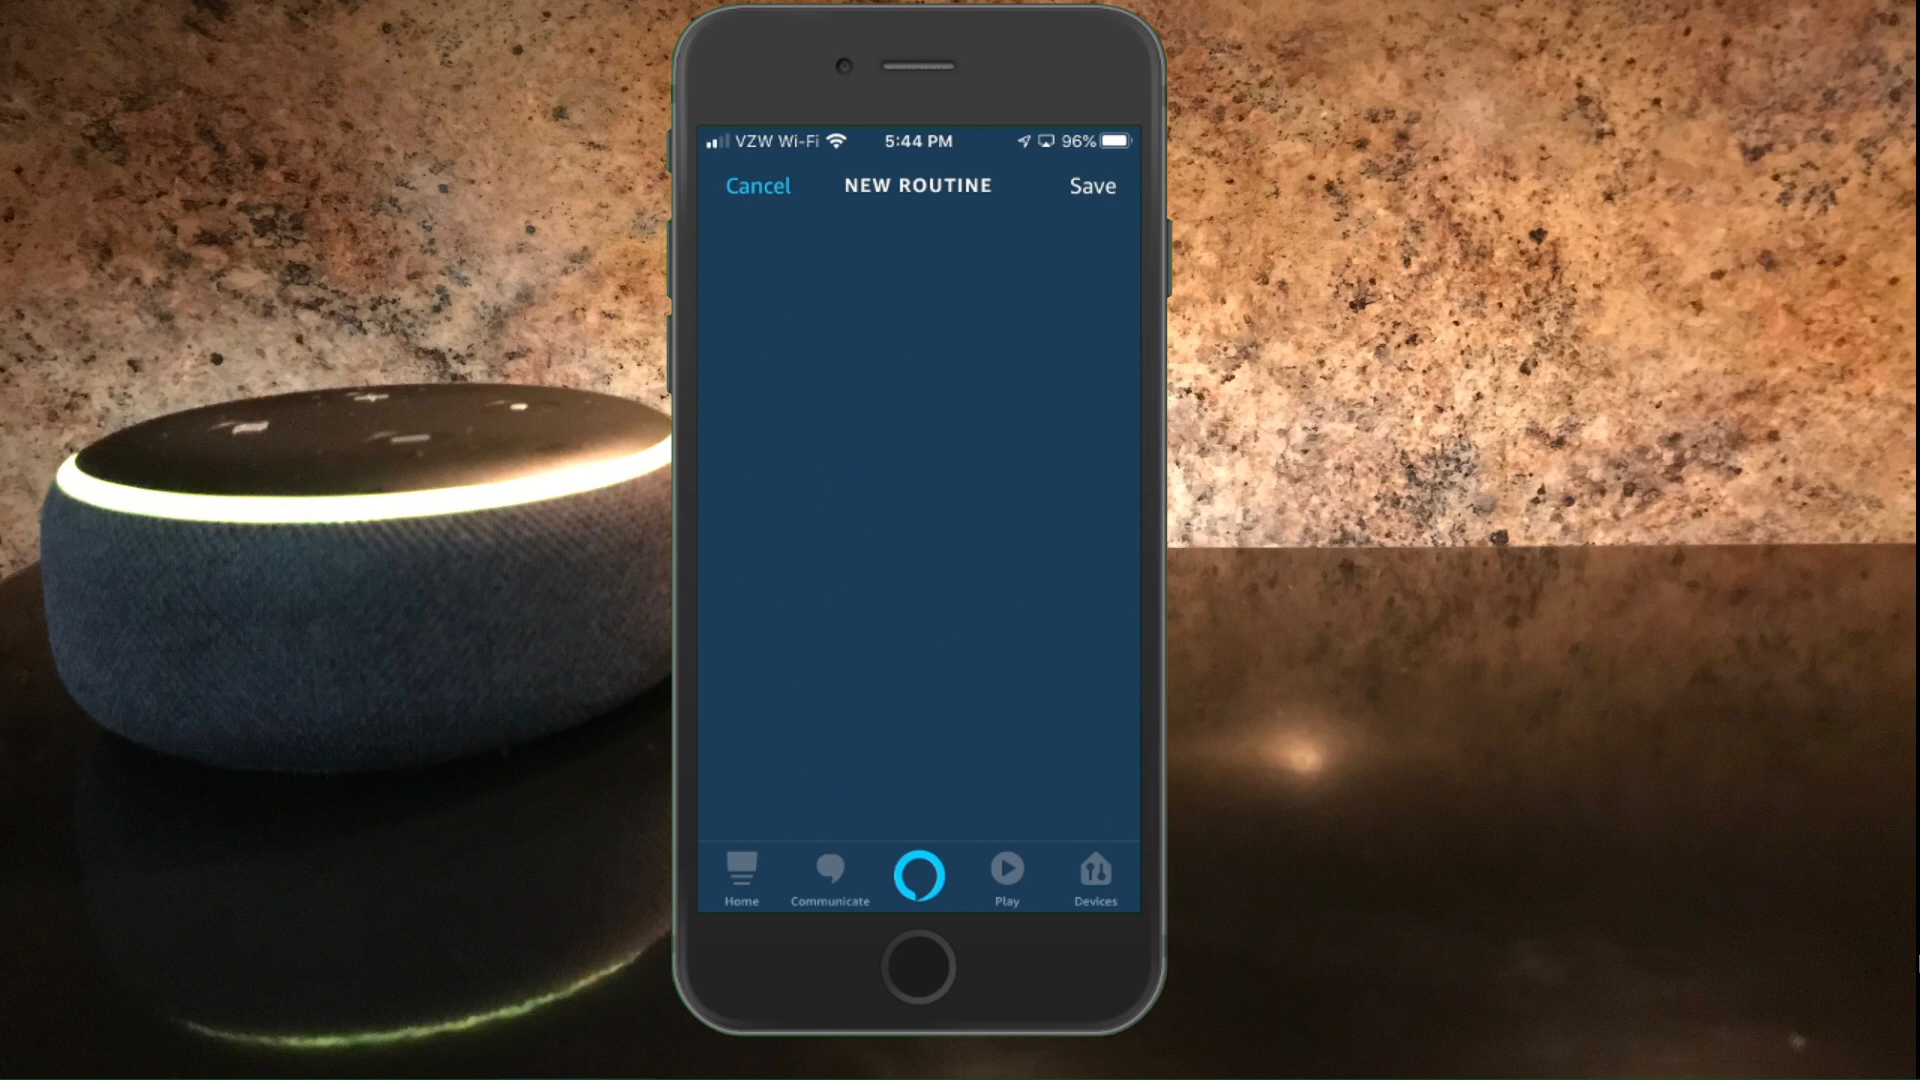 VZW Wi-Fi 5:44 PM 96%
Cancel NEW ROUTINE Save
Home Communicate Play Devices